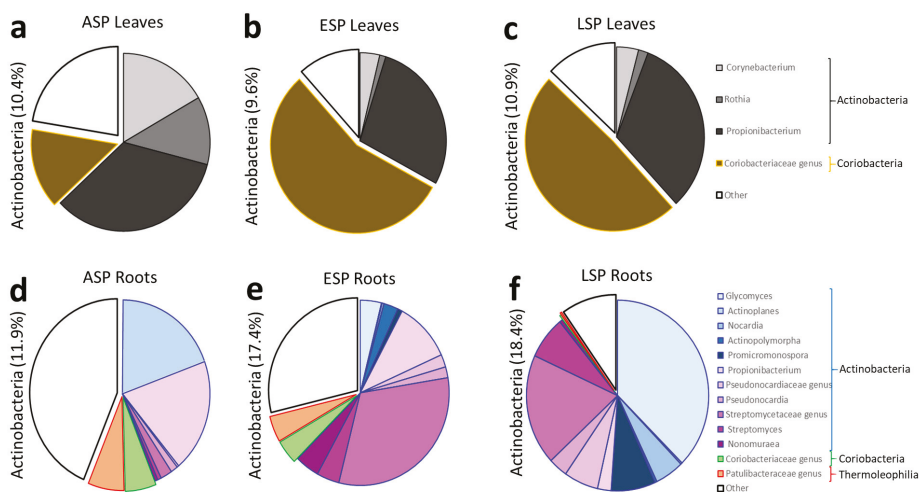 a
ASP Leaves
Actinobacteria (10.4%)
b
ESP Leaves
Actinobacteria (9.6%)
c
LSP Leaves
Actinobacteria (10.9%)
Corynebacterium
Rothia
Propionibacterium
Actinobacteria
Coriobacteriaceae genus
Coriobacteria
Other
d
ASP Roots
Actinobacteria (11.9%)
e
ESP Roots
Actinobacteria (17.4%)
f
LSP Roots
Actinobacteria (18.4%)
Glycomyces
Actinoplanes
Nocardia
Actinopolymorpha
Promicromonospora
Propionibacterium
Pseudonocardiaceae genus
Pseudonocardia
Streptomycetaceae genus
Streptomyces
Nonomuraea
Actinobacteria
Coriobacteriaceae genus
Coriobacteria
Patulibacteraceae genus
Thermoleophilia
Other